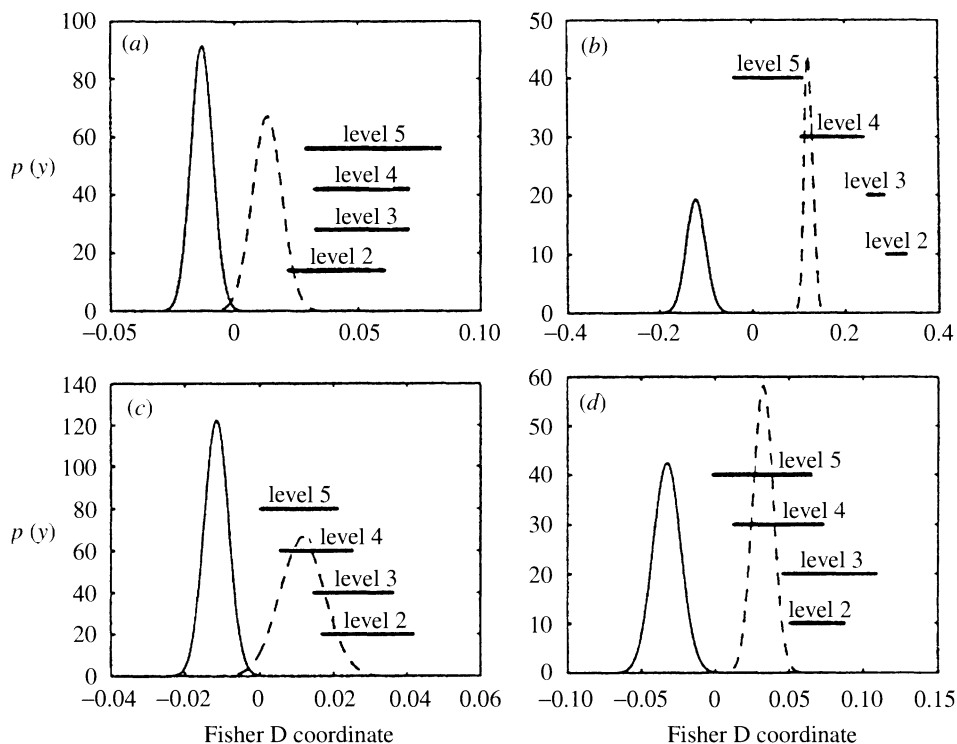 100
50
(a)
(b)
80
40
level 5
level 5
60
30
level 4
p (y)
level 4
40
20
level 3
level 3
20
10
level 2
level 2
0
0
−0.05 0 0.05 0.10
−0.4 −0.2 0 0.2 0.4
140
60
(c)
(d)
120
50
100
level 5
80
40
level 5
p (y)
level 4
60
30
level 4
40
20
level 3
level 3
20
10
level 2
level 2
0
0
−0.04 −0.02 0 0.02 0.04 0.06
−0.10 −0.05 0 0.05 0.10 0.15
Fisher D coordinate
Fisher D coordinate